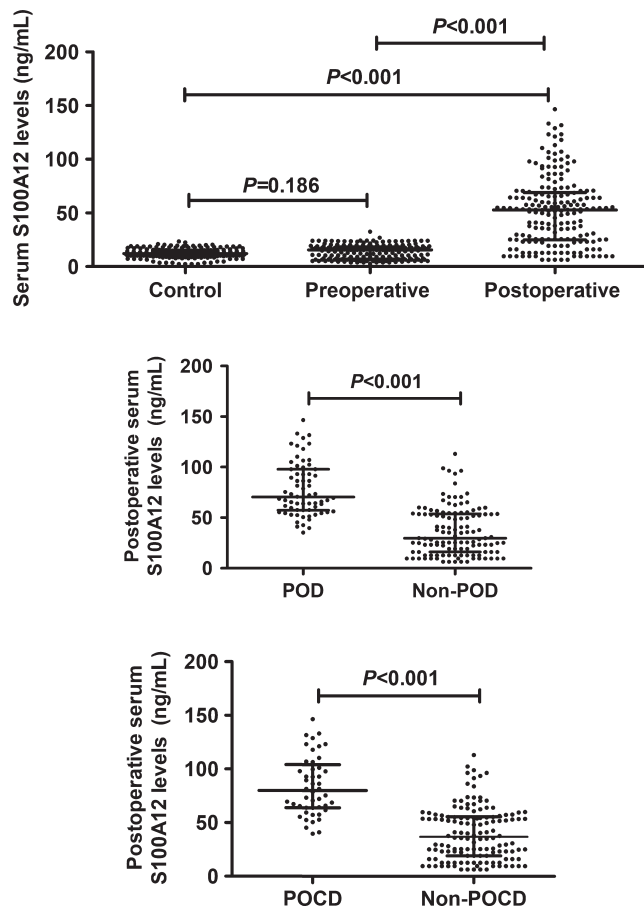 Serum S100A12 levels (ng/mL)
200
150
100
50
0
P<0.001
P<0.001
P=0.186
Control Preoperative Postoperative
Postoperative serum
S100A12 levels (ng/mL)
200
150
100
50
0
P<0.001
POD Non-POD
Postoperative serum
S100A12 levels (ng/mL)
200
150
100
50
0
P<0.001
POCD Non-POCD